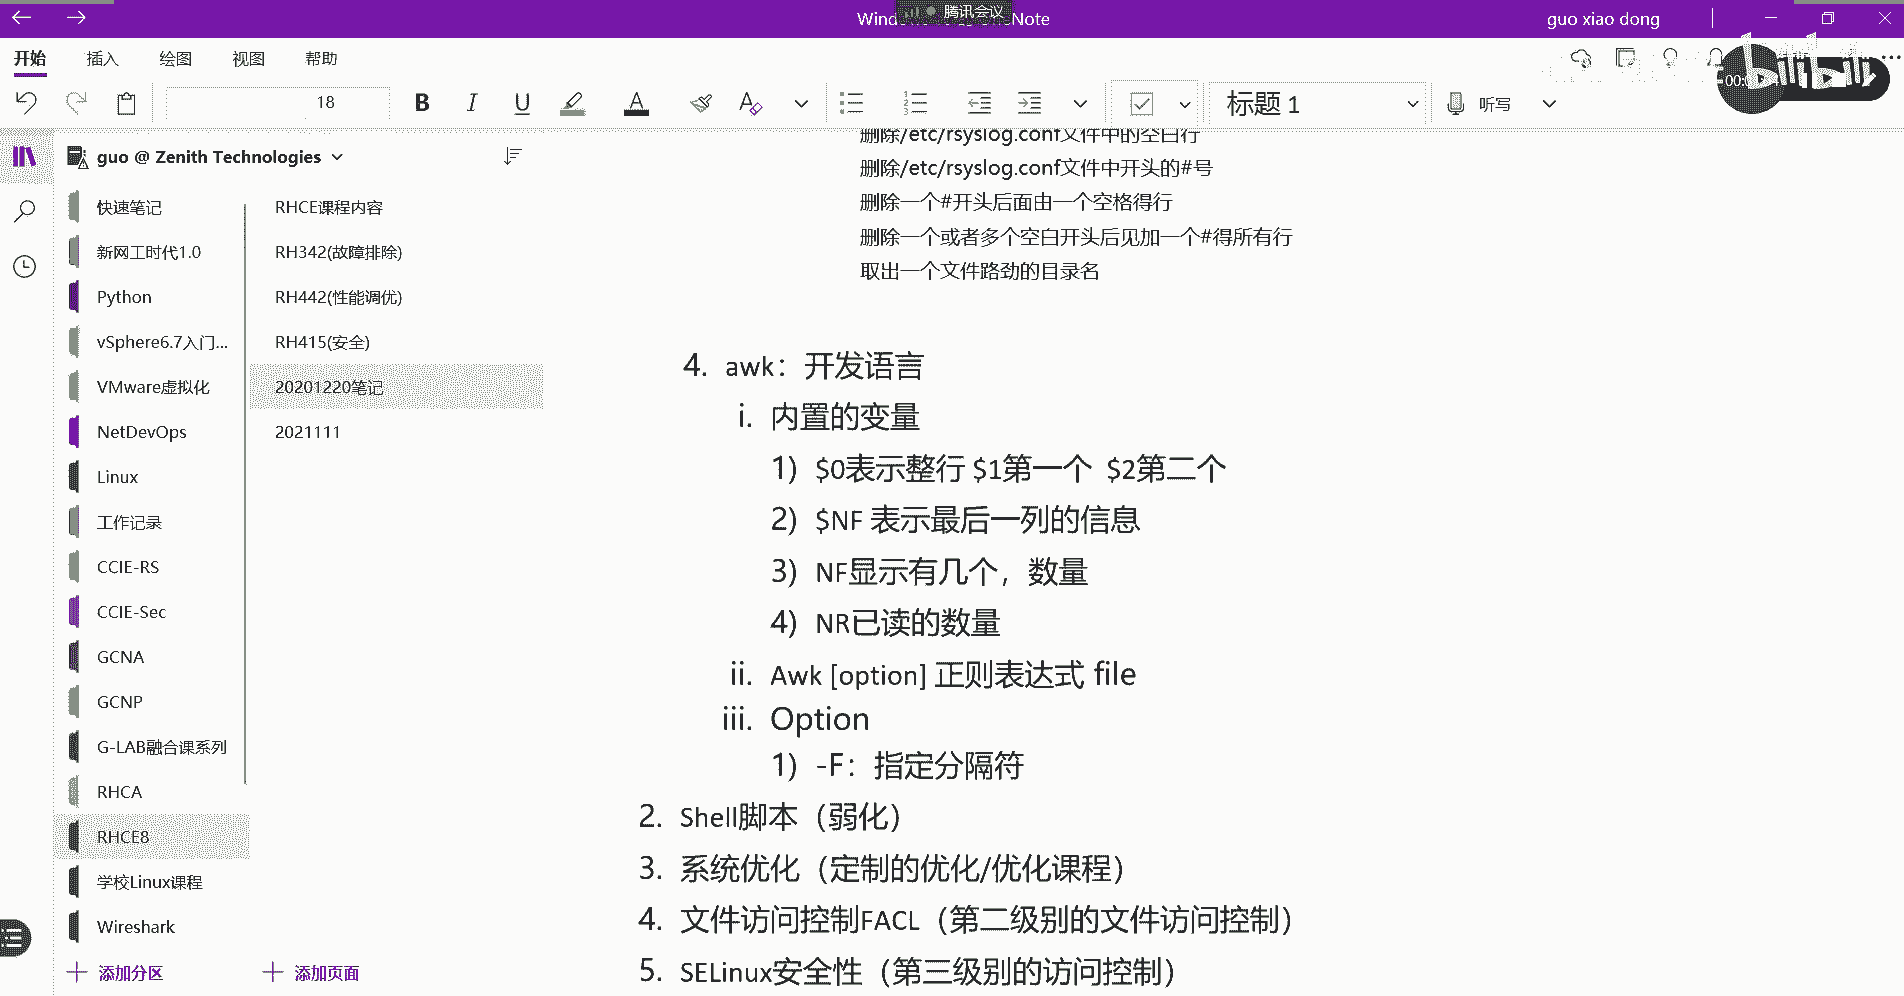 腾讯会议
guo xiao dong
开始 插入 绘图 视图 帮助
18
B I U A A
标题 1
听写
guo @ Zenith Technologies
快速笔记
新网工时代1.0
Python
vSphere6.7入门...
VMware虚拟化
NetDevOps
Linux
工作记录
CCIE-RS
CCIE-Sec
GCNA
GCNP
G-LAB融合课系列
RHCA
RHCE8
学校Linux课程
Wireshark
添加分区
RHCE课程内容
RH342(故障排除)
RH442(性能调优)
RH415(安全)
20201220笔记
2021111
添加页面
删除/etc/rsyslog.conf文件中的空白行
删除/etc/rsyslog.conf文件中开头的#号
删除一个#开头后面由一个空格得行
删除一个或者多个空白开头后见加一个#得所有行
取出一个文件路劲的目录名
4. awk：开发语言
i. 内置的变量
1) $0表示整行 $1第一个 $2第二个
2) $NF 表示最后一列的信息
3) NF显示有几个，数量
4) NR已读的数量
ii. Awk [option] 正则表达式 file
iii. Option
1) -F：指定分隔符
2. Shell脚本（弱化）
3. 系统优化（定制的优化/优化课程）
4. 文件访问控制FACL（第二级别的文件访问控制）
5. SELinux安全性（第三级别的访问控制）
bilibili